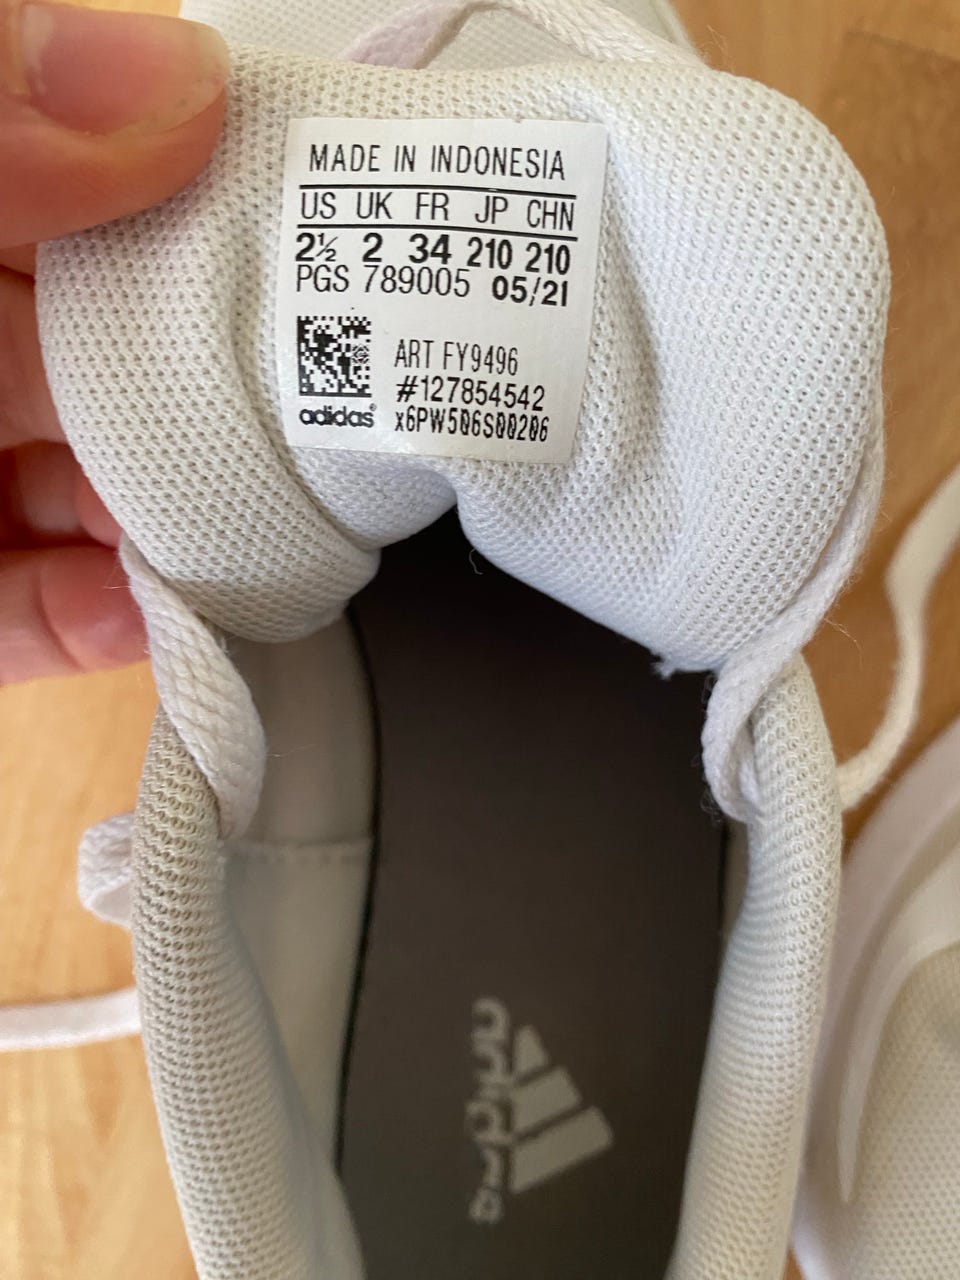 MADE IN INDONESIA
US UK FR JP CHN
2½ 2 34 210 210
PGS 789005 05/21
ART FY9496
#127854542
adidas® x6PW506S00206
adidas